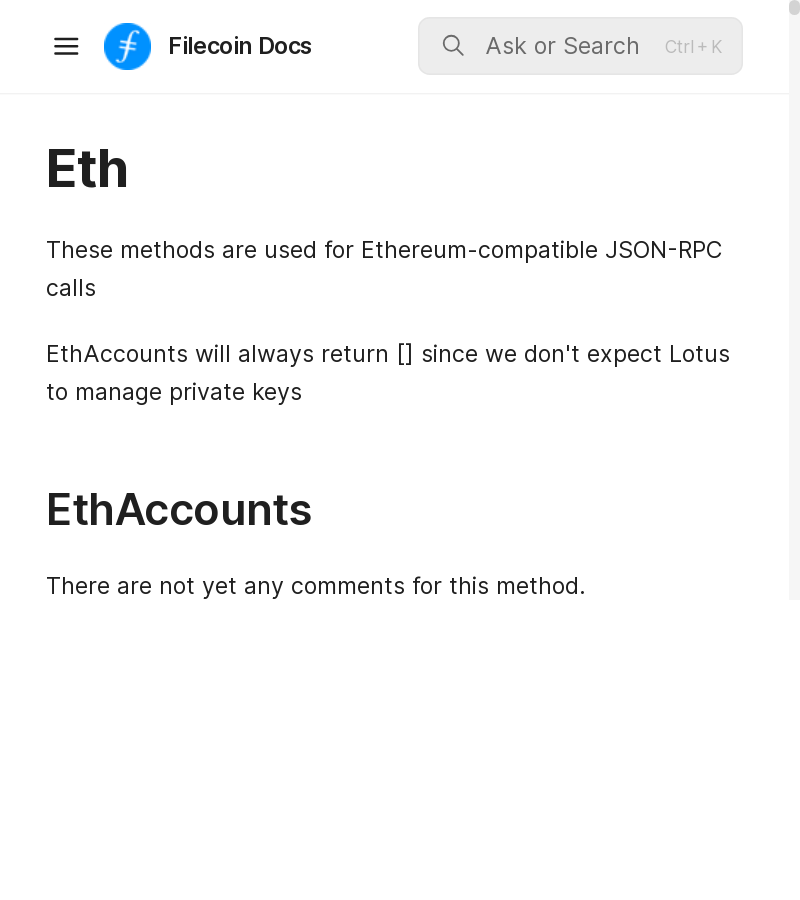 Filecoin Docs
Ask or Search
Ctrl + K
Eth
These methods are used for Ethereum-compatible JSON-RPC
calls
EthAccounts will always return [] since we don't expect Lotus
to manage private keys
EthAccounts
There are not yet any comments for this method.